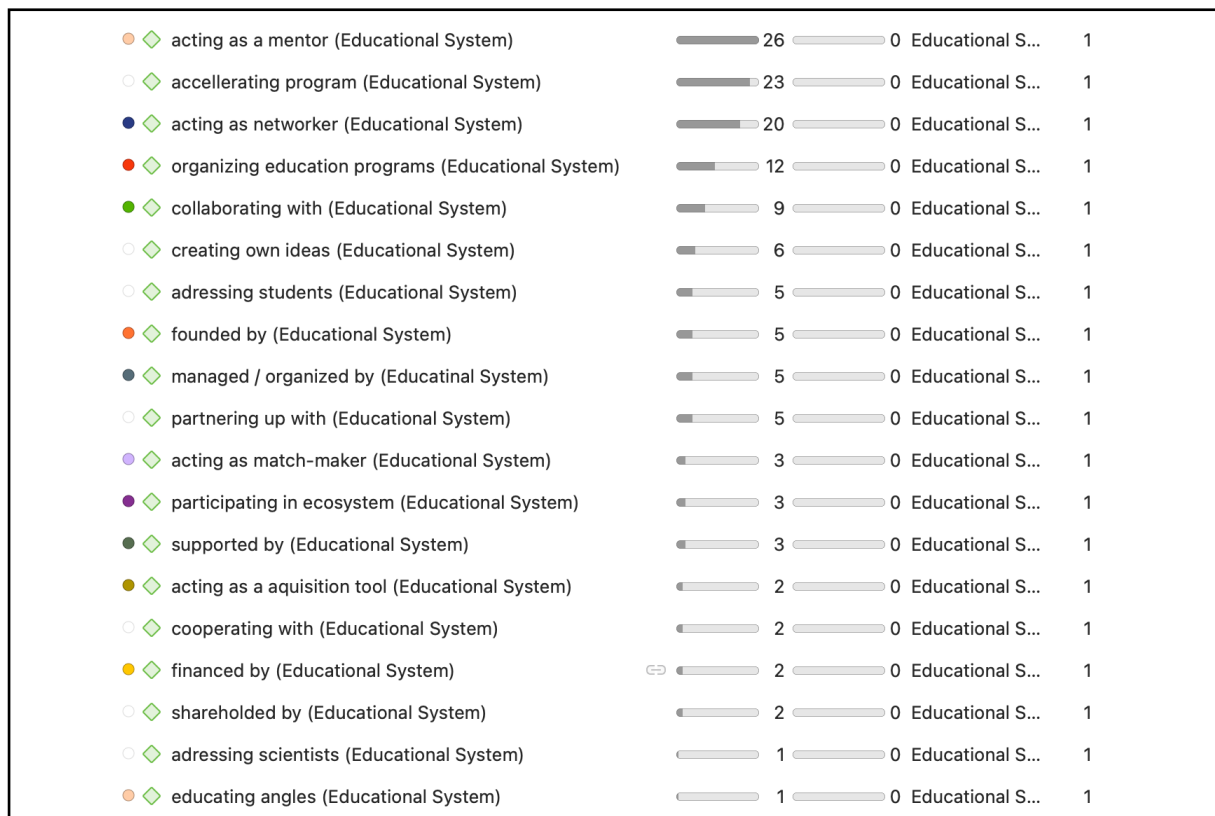 acting as a mentor (Educational System) 26 0 Educational S... 1
accellerating program (Educational System) 23 0 Educational S... 1
acting as networker (Educational System) 20 0 Educational S... 1
organizing education programs (Educational System) 12 0 Educational S... 1
collaborating with (Educational System) 9 0 Educational S... 1
creating own ideas (Educational System) 6 0 Educational S... 1
adressing students (Educational System) 5 0 Educational S... 1
founded by (Educational System) 5 0 Educational S... 1
managed / organized by (Educatinal System) 5 0 Educational S... 1
partnering up with (Educational System) 5 0 Educational S... 1
acting as match-maker (Educational System) 3 0 Educational S... 1
participating in ecosystem (Educational System) 3 0 Educational S... 1
supported by (Educational System) 3 0 Educational S... 1
acting as a aquisition tool (Educational System) 2 0 Educational S... 1
cooperating with (Educational System) 2 0 Educational S... 1
financed by (Educational System) 2 0 Educational S... 1
shareholded by (Educational System) 2 0 Educational S... 1
adressing scientists (Educational System) 1 0 Educational S... 1
educating angles (Educational System) 1 0 Educational S... 1